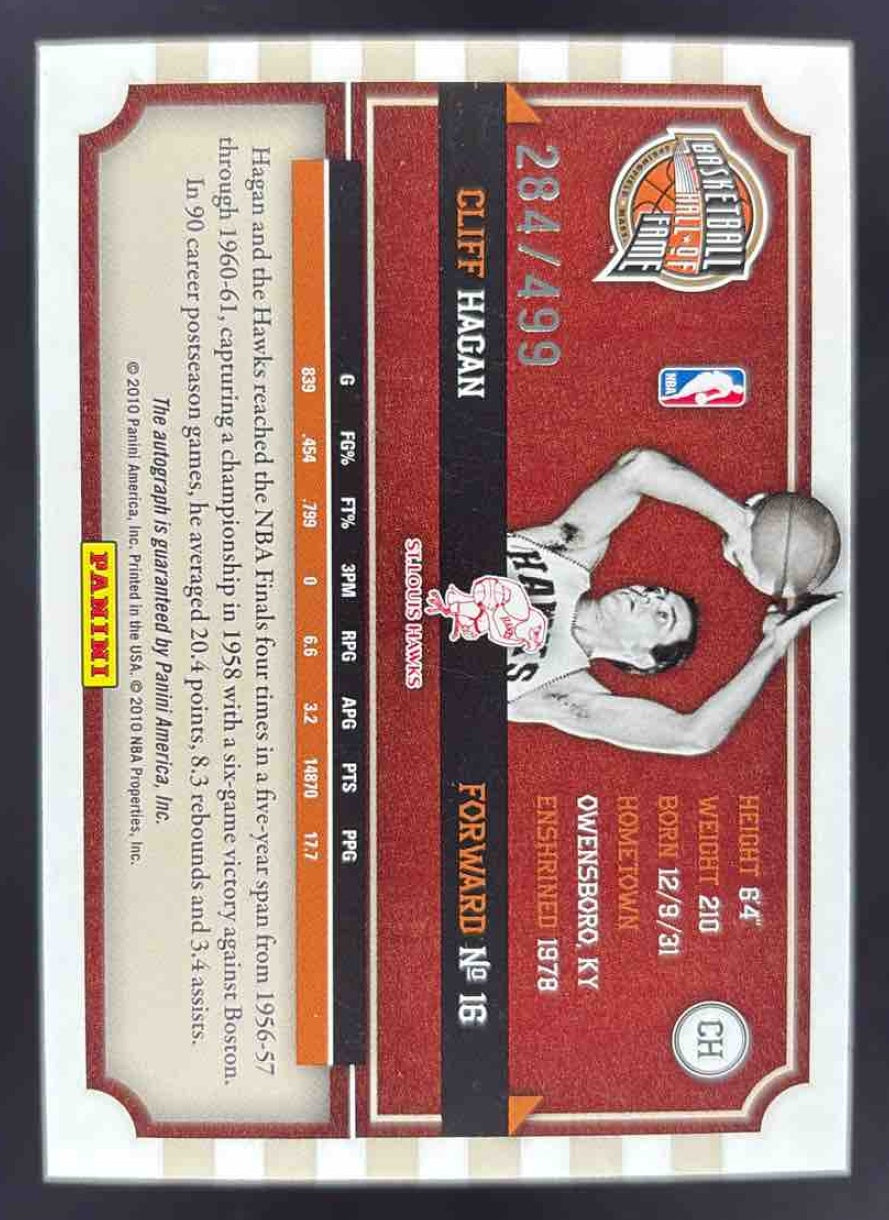 BASKETBALL
HALL OF
FAME
284/499
NBA
HAWKS
HEIGHT 6'4"
WEIGHT 210
BORN 12/9/31
HOMETOWN
OWENSBORO, KY
ENSHRINED 1978
CH
CLIFF HAGAN
FORWARD Nº 16
ST. LOUIS HAWKS
G FG% FT% 3PM RPG APG PTS PPG
839 .454 .799 0 6.6 3.2 14870 17.7
Hagan and the Hawks reached the NBA Finals four times in a five-year span from 1956-57
through 1960-61, capturing a championship in 1958 with a six-game victory against Boston.
In 90 career postseason games, he averaged 20.4 points, 8.3 rebounds and 3.4 assists.
The autograph is guaranteed by Panini America, Inc.
© 2010 Panini America, Inc. Printed in the USA. © 2010 NBA Properties, Inc.
PANINI